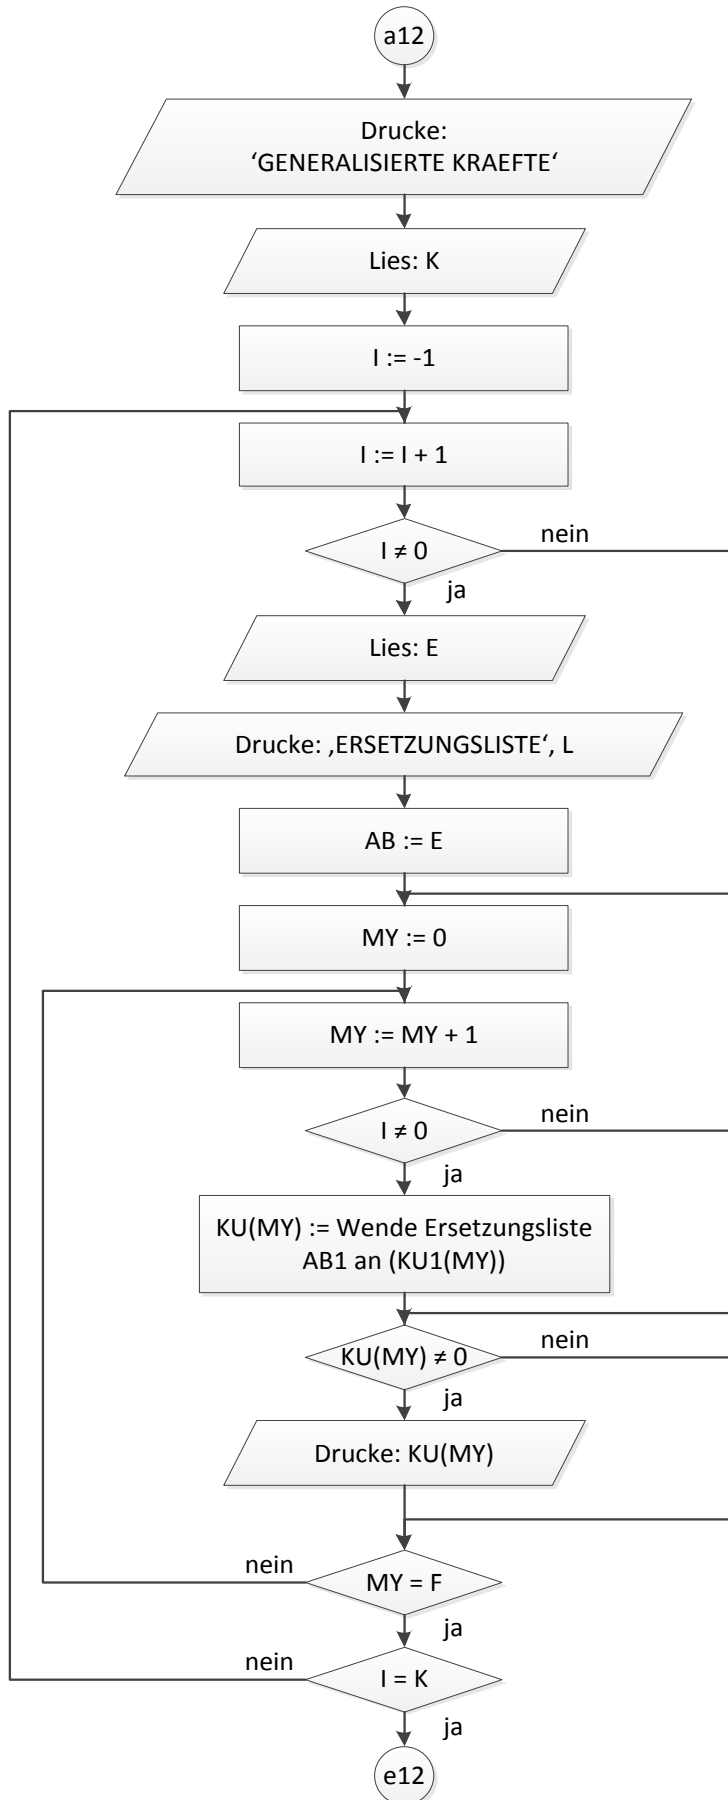 a12
Drucke:
‘GENERALISIERTE KRAEFTE‘
Lies: K
I := -1
I := I + 1
I ≠ 0
nein
ja
Lies: E
Drucke: ‚ERSETZUNGSLISTE‘, L
AB := E
MY := 0
MY := MY + 1
I ≠ 0
nein
ja
KU(MY) := Wende Ersetzungsliste
AB1 an (KU1(MY))
KU(MY) ≠ 0
nein
ja
Drucke: KU(MY)
nein
MY = F
ja
nein
I = K
ja
e12